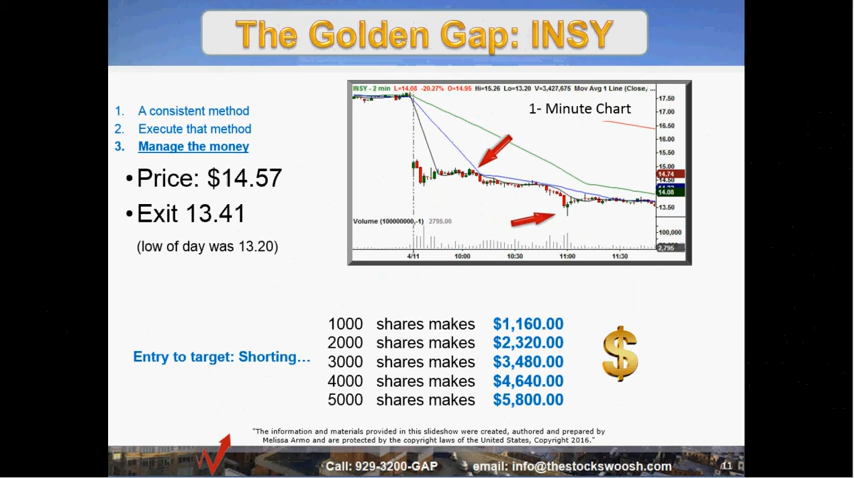 The Golden Gap: INSY
1. A consistent method
2. Execute that method
3. Manage the money
•Price: $14.57
•Exit 13.41
(low of day was 13.20)
INSY - 2 min L=14.08 -20.27% O=14.95 Hi=15.26 Lo=13.20 V=3,427,675 Mov Avg 1 Line (Close, ...
1- Minute Chart
17.50
17.00
16.50
16.00
15.50
15.00
14.74
14.50
14.08
13.50
Volume (100000000,-1) 2795.00
100,000
2,795
4/11 10:00 10:30 11:00 11:30
Entry to target: Shorting...
1000 shares makes $1,160.00
2000 shares makes $2,320.00
3000 shares makes $3,480.00
4000 shares makes $4,640.00
5000 shares makes $5,800.00
$
"The information and materials provided in this slideshow were created, authored and prepared by
Melissa Armo and are protected by the copyright laws of the United States, Copyright 2016."
Call: 929-3200-GAP email: info@thestockswoosh.com 11